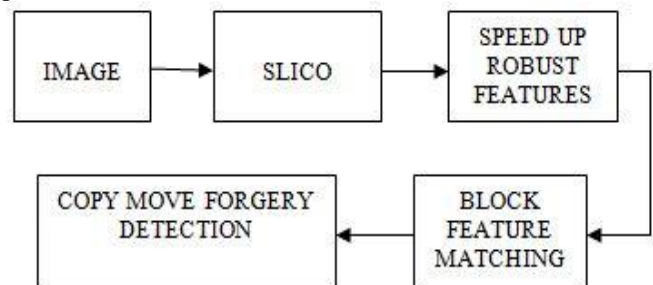 IMAGE
SLICO
SPEED UP
ROBUST
FEATURES
COPY MOVE FORGERY
DETECTION
BLOCK
FEATURE
MATCHING